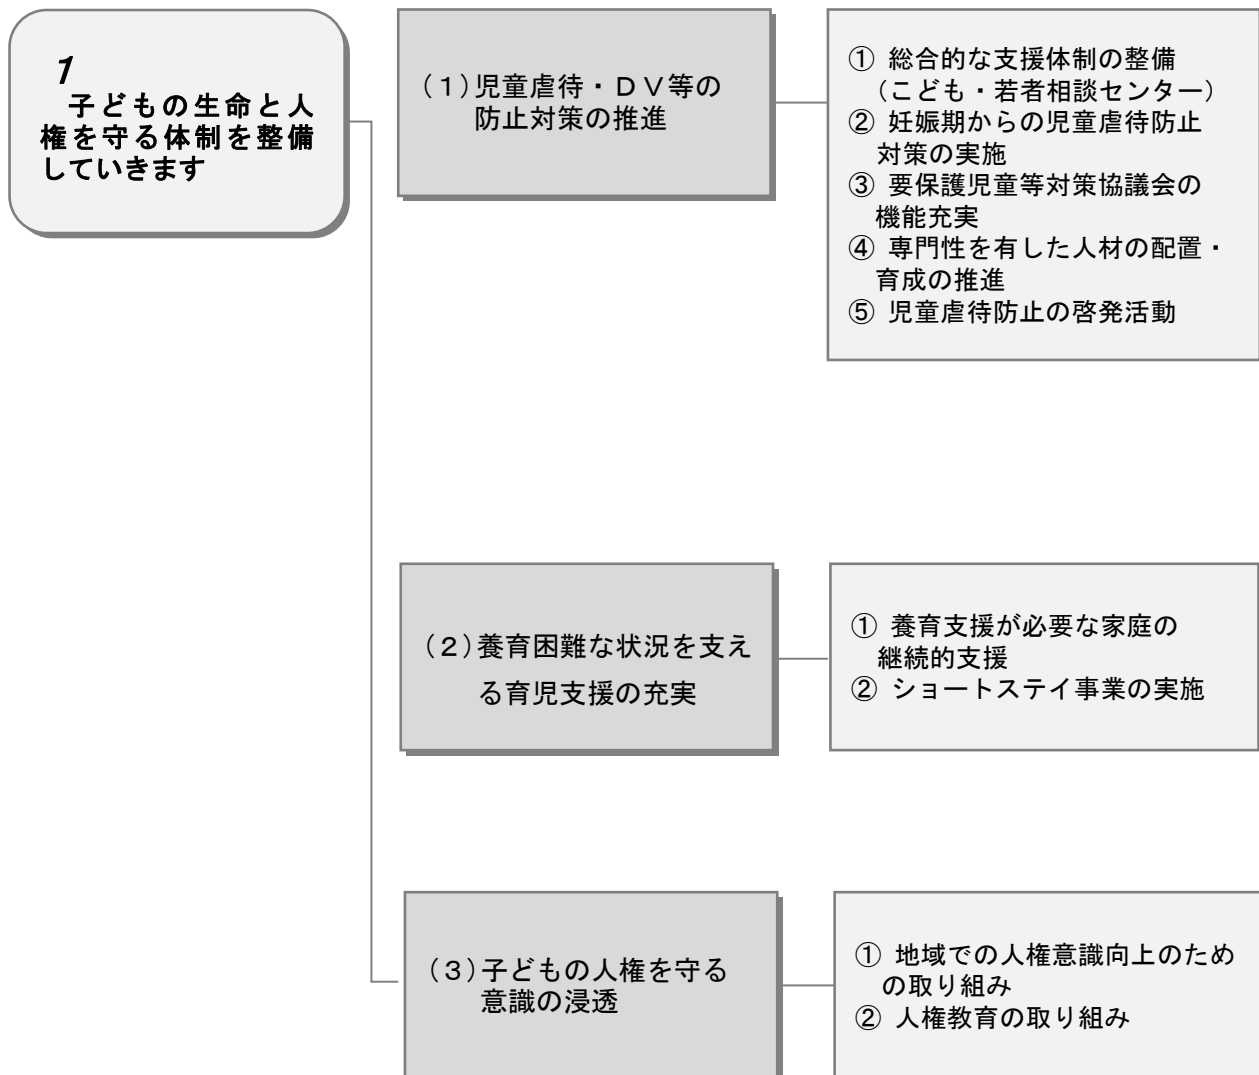 1
子どもの生命と人
権を守る体制を整備
していきます
（１）児童虐待・ＤＶ等の
防止対策の推進
① 総合的な支援体制の整備
（こども・若者相談センター）
② 妊娠期からの児童虐待防止
対策の実施
③ 要保護児童等対策協議会の
機能充実
④ 専門性を有した人材の配置・
育成の推進
⑤ 児童虐待防止の啓発活動
（２）養育困難な状況を支え
る育児支援の充実
① 養育支援が必要な家庭の
継続的支援
② ショートステイ事業の実施
（３）子どもの人権を守る
意識の浸透
① 地域での人権意識向上のため
の取り組み
② 人権教育の取り組み